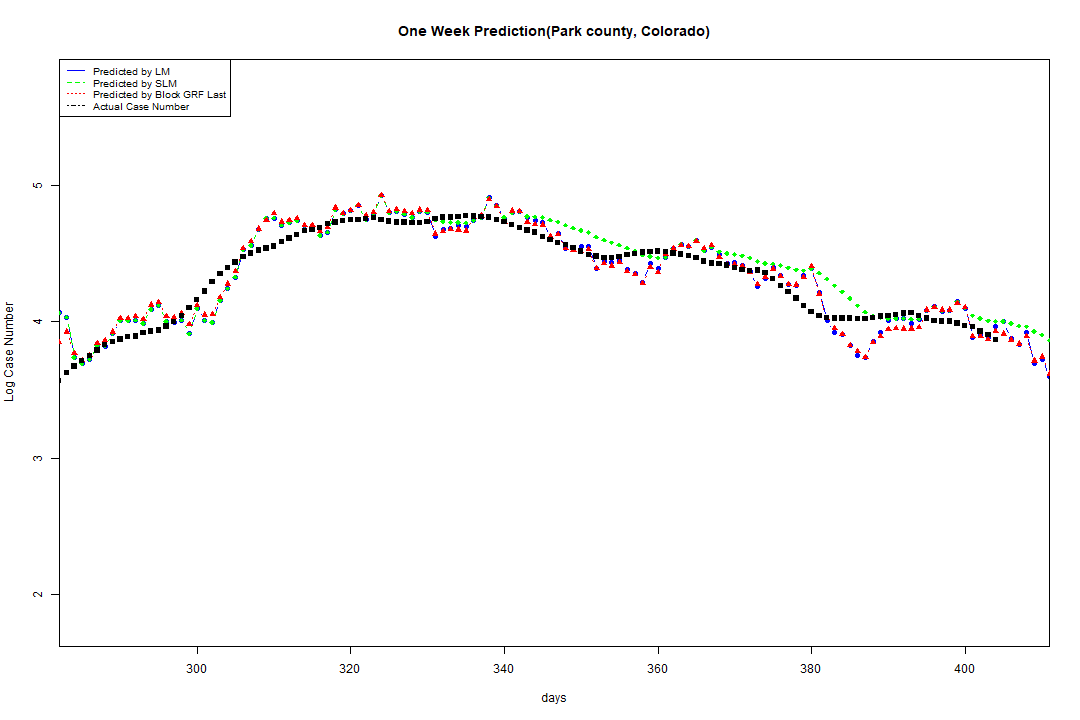 One Week Prediction(Park county, Colorado)
Predicted by LM
Predicted by SLM
Predicted by Block GRF Last
Actual Case Number
Log Case Number
5
4
3
2
300 320 340 360 380 400
days